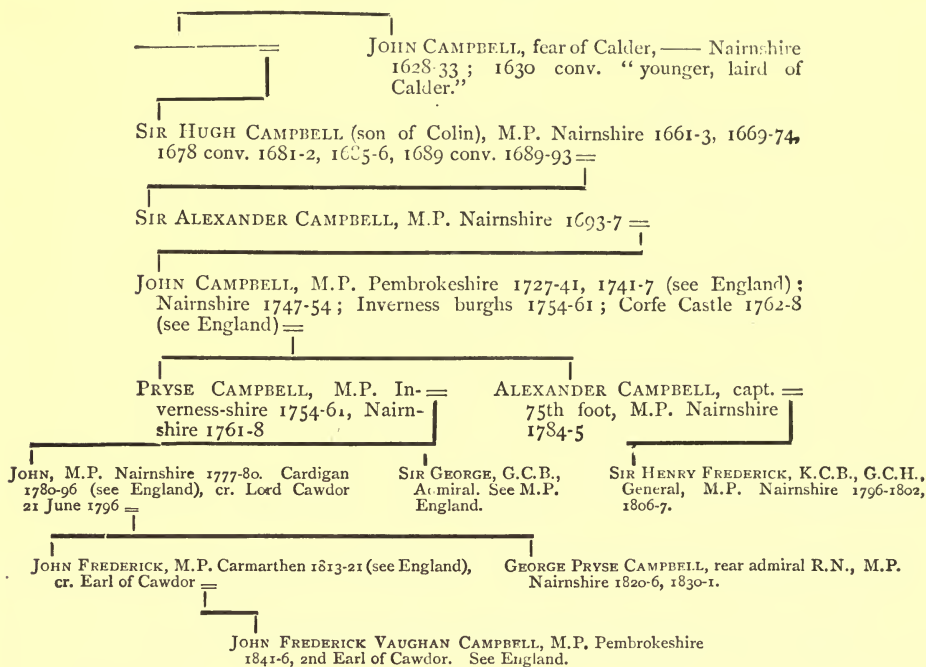 JOHN CAMPBELL, fear of Calder, —— Nairnshire
1628-33 ; 1630 conv. “ younger, laird of
Calder.”
SIR HUGH CAMPBELL (son of Colin), M.P. Nairnshire 1661-3, 1669-74,
1678 conv. 1681-2, 1685-6, 1689 conv. 1689-93
SIR ALEXANDER CAMPBELL, M.P. Nairnshire 1693-7
JOHN CAMPBELL, M.P. Pembrokeshire 1727-41, 1741-7 (see England) ;
Nairnshire 1747-54 ; Inverness burghs 1754-61 ; Corfe Castle 1762-8
(see England)
PRYSE CAMPBELL, M.P. In-
verness-shire 1754-61, Nairn-
shire 1761-8
ALEXANDER CAMPBELL, capt.
75th foot, M.P. Nairnshire
1784-5
JOHN, M.P. Nairnshire 1777-80. Cardigan
1780-96 (see England), cr. Lord Cawdor
21 June 1796
SIR GEORGE, G.C.B.,
Admiral. See M.P.
England.
SIR HENRY FREDERICK, K.C.B., G.C.H.,
General, M.P. Nairnshire 1796-1802,
1806-7.
JOHN FREDERICK, M.P. Carmarthen 1813-21 (see England),
cr. Earl of Cawdor
GEORGE PRYSE CAMPBELL, rear admiral R.N., M.P.
Nairnshire 1820-6, 1830-1.
JOHN FREDERICK VAUGHAN CAMPBELL, M.P. Pembrokeshire
1841-6, 2nd Earl of Cawdor. See England.